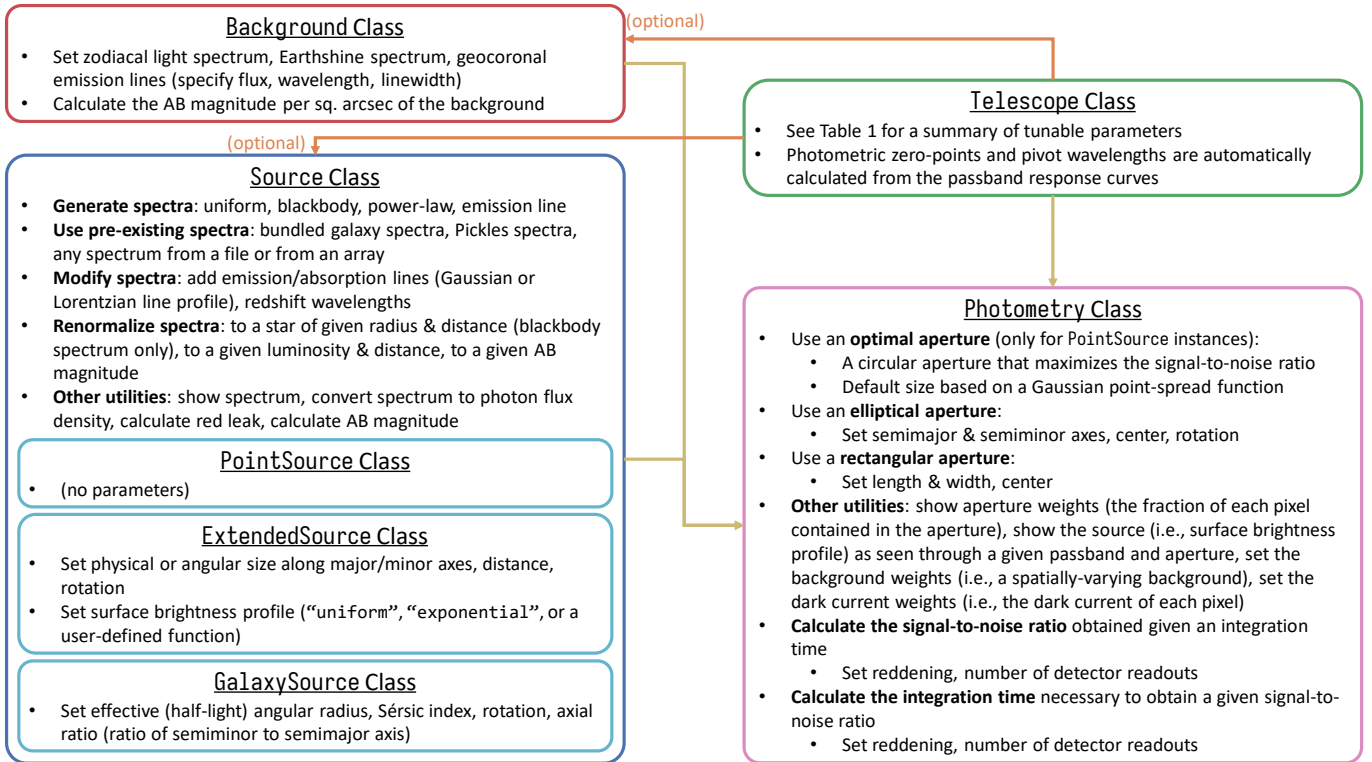 Background Class
• Set zodiacal light spectrum, Earthshine spectrum, geocoronal
emission lines (specify flux, wavelength, linewidth)
• Calculate the AB magnitude per sq. arcsec of the background
(optional)
(optional)
Telescope Class
• See Table 1 for a summary of tunable parameters
• Photometric zero-points and pivot wavelengths are automatically
calculated from the passband response curves
Source Class
• Generate spectra: uniform, blackbody, power-law, emission line
• Use pre-existing spectra: bundled galaxy spectra, Pickles spectra,
any spectrum from a file or from an array
• Modify spectra: add emission/absorption lines (Gaussian or
Lorentzian line profile), redshift wavelengths
• Renormalize spectra: to a star of given radius & distance (blackbody
spectrum only), to a given luminosity & distance, to a given AB
magnitude
• Other utilities: show spectrum, convert spectrum to photon flux
density, calculate red leak, calculate AB magnitude
PointSource Class
• (no parameters)
ExtendedSource Class
• Set physical or angular size along major/minor axes, distance,
rotation
• Set surface brightness profile (“uniform”, “exponential”, or a
user-defined function)
GalaxySource Class
• Set effective (half-light) angular radius, Sérsic index, rotation, axial
ratio (ratio of semiminor to semimajor axis)
Photometry Class
• Use an optimal aperture (only for PointSource instances):
• A circular aperture that maximizes the signal-to-noise ratio
• Default size based on a Gaussian point-spread function
• Use an elliptical aperture:
• Set semimajor & semiminor axes, center, rotation
• Use a rectangular aperture:
• Set length & width, center
• Other utilities: show aperture weights (the fraction of each pixel
contained in the aperture), show the source (i.e., surface brightness
profile) as seen through a given passband and aperture, set the
background weights (i.e., a spatially-varying background), set the
dark current weights (i.e., the dark current of each pixel)
• Calculate the signal-to-noise ratio obtained given an integration
time
• Set reddening, number of detector readouts
• Calculate the integration time necessary to obtain a given signal-to-
noise ratio
• Set reddening, number of detector readouts